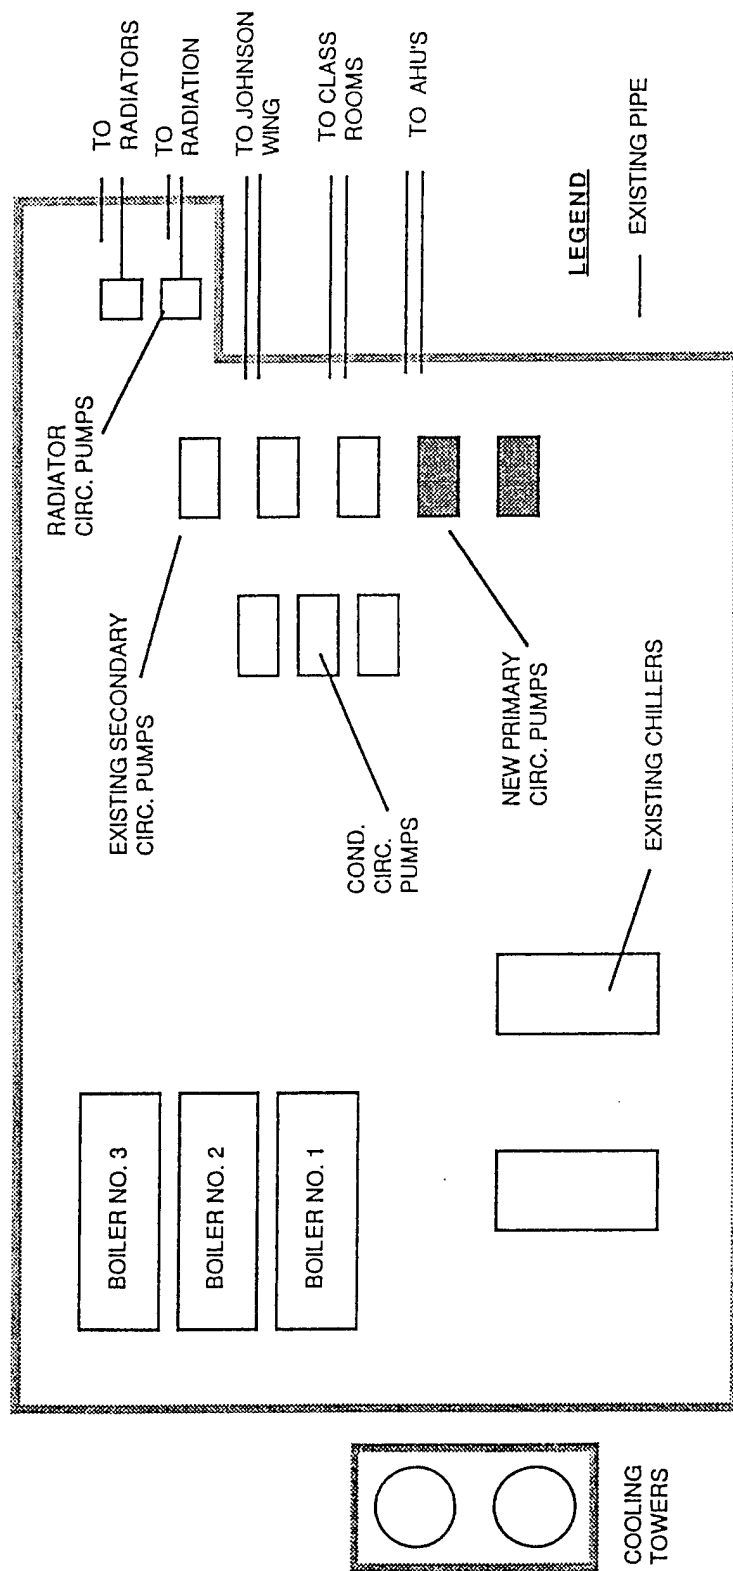 TO
RADIATORS
TO
RADIATION
TO JOHNSON
WING
TO CLASS
ROOMS
TO AHU'S
LEGEND
EXISTING PIPE
RADIATOR
CIRC. PUMPS
EXISTING SECONDARY
CIRC. PUMPS
COND.
CIRC.
PUMPS
NEW PRIMARY
CIRC. PUMPS
EXISTING CHILLERS
BOILER NO. 3
BOILER NO. 2
BOILER NO. 1
COOLING
TOWERS